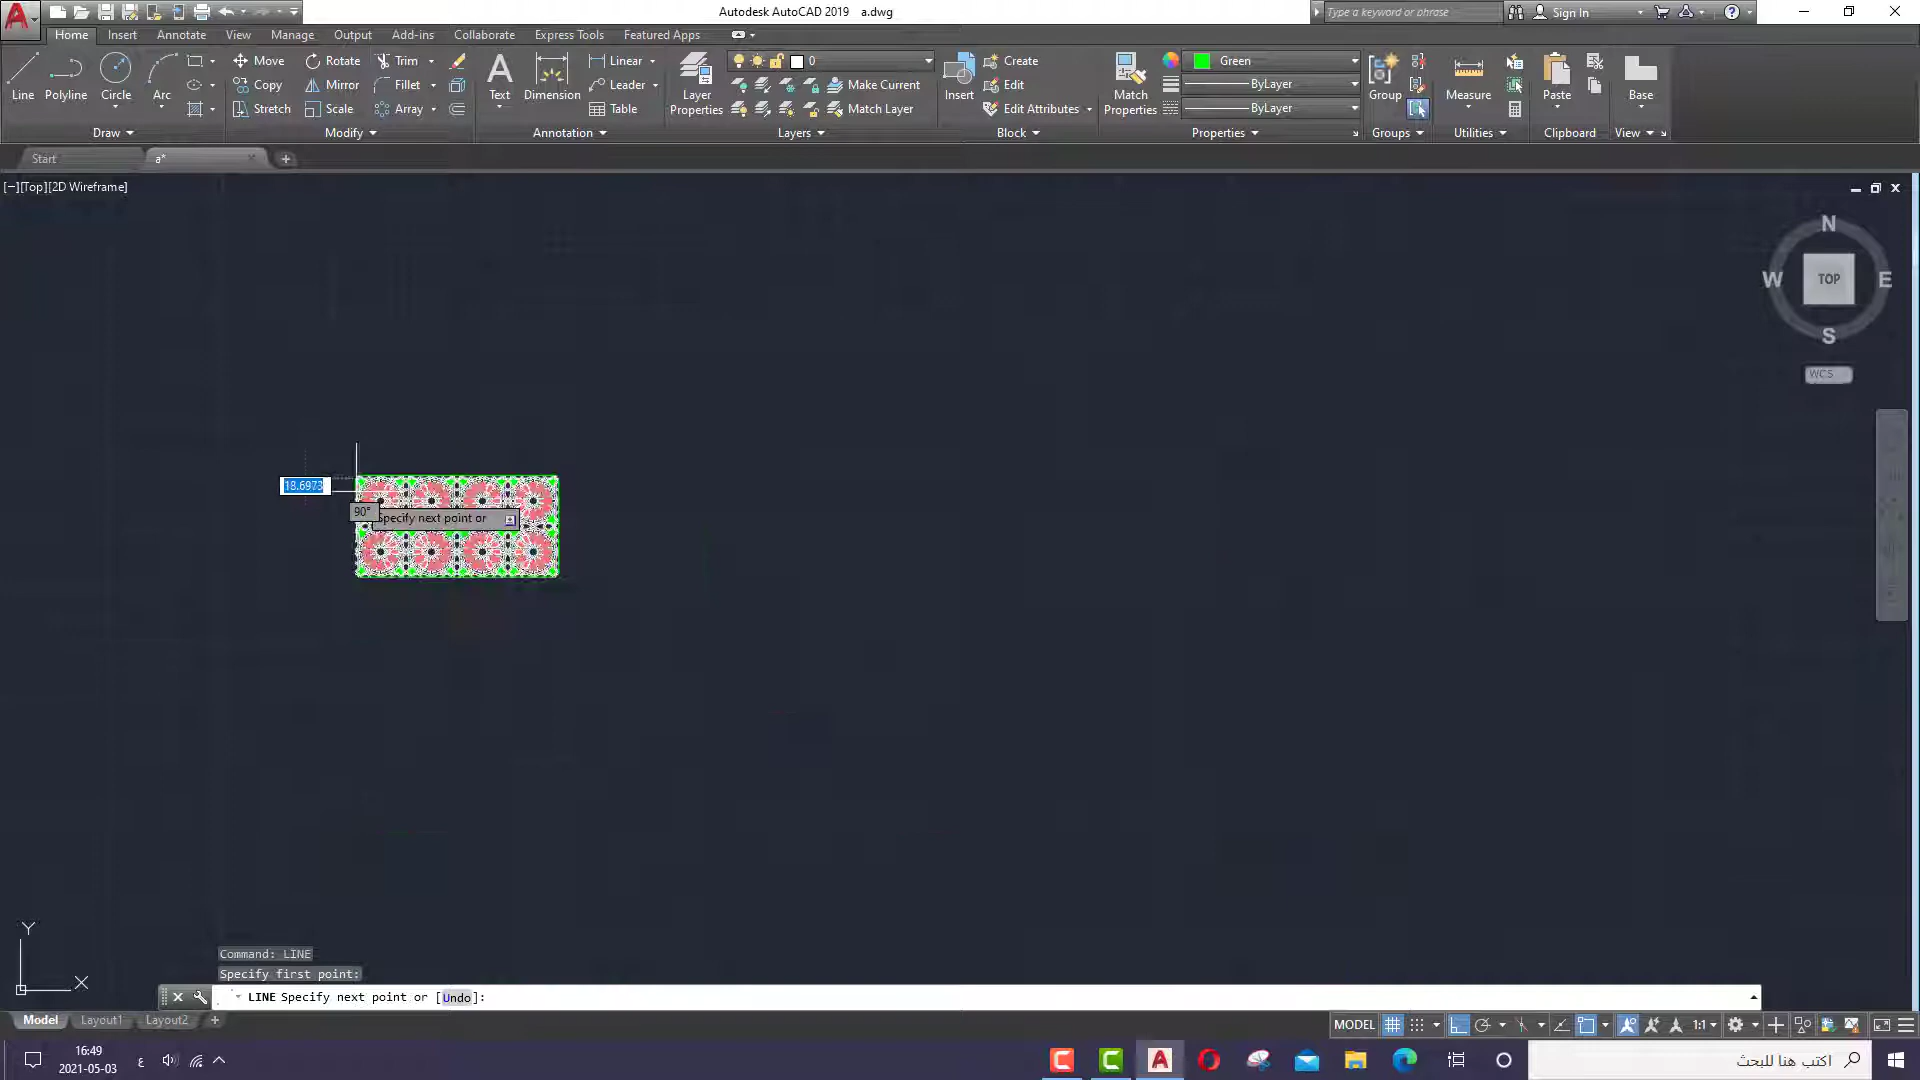 Autodesk AutoCAD 2019 a.dwg
Type a keyword or phrase
Sign In
Home Insert Annotate View Manage Output Add-ins Collaborate Express Tools Featured Apps
Line
Polyline
Circle
Arc
Move
Copy
Stretch
Rotate
Mirror
Scale
Trim
Fillet
Array
Text
Dimension
Linear
Leader
Table
Layer
Properties
0
Make Current
Match Layer
Insert
Create
Edit
Edit Attributes
Match
Properties
Green
ByLayer
ByLayer
Group
Measure
Paste
Base
Draw
Modify
Annotation
Layers
Block
Properties
Groups
Utilities
Clipboard
View
Start
a*
[−][Top][2D Wireframe]
N
W
TOP
E
S
WCS
18.6973
90°
Specify next point or
Y
X
Command: LINE
Specify first point:
LINE Specify next point or [Undo]:
Model Layout1 Layout2
MODEL
1:1
16:49
2021-05-03
ع
اكتب هنا للبحث